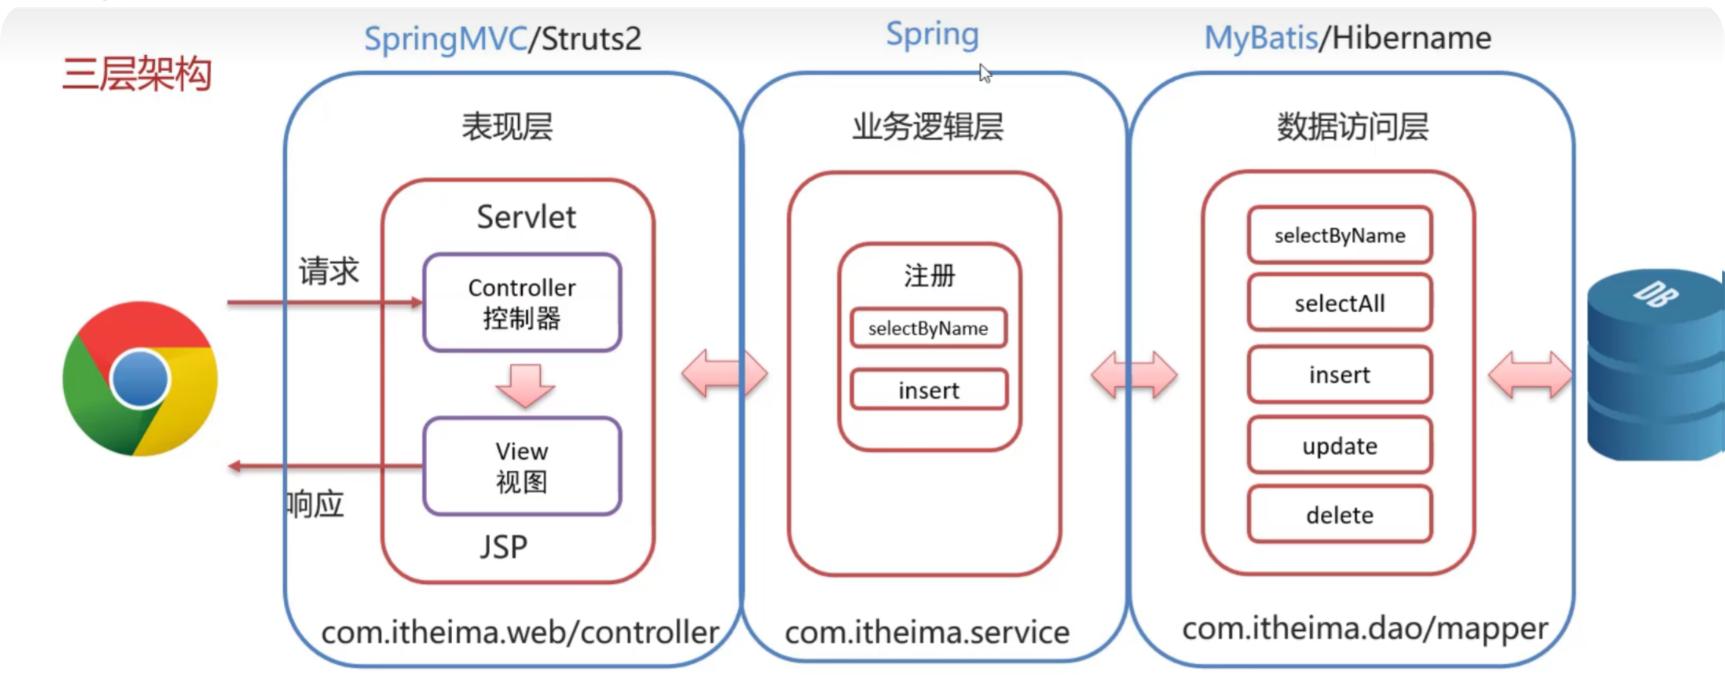 三层架构
SpringMVC/Struts2
表现层
请求
响应
Servlet
Controller
控制器
View
视图
JSP
com.itheima.web/controller
Spring
业务逻辑层
注册
selectByName
insert
com.itheima.service
MyBatis/Hibername
数据访问层
selectByName
selectAll
insert
update
delete
com.itheima.dao/mapper
DB